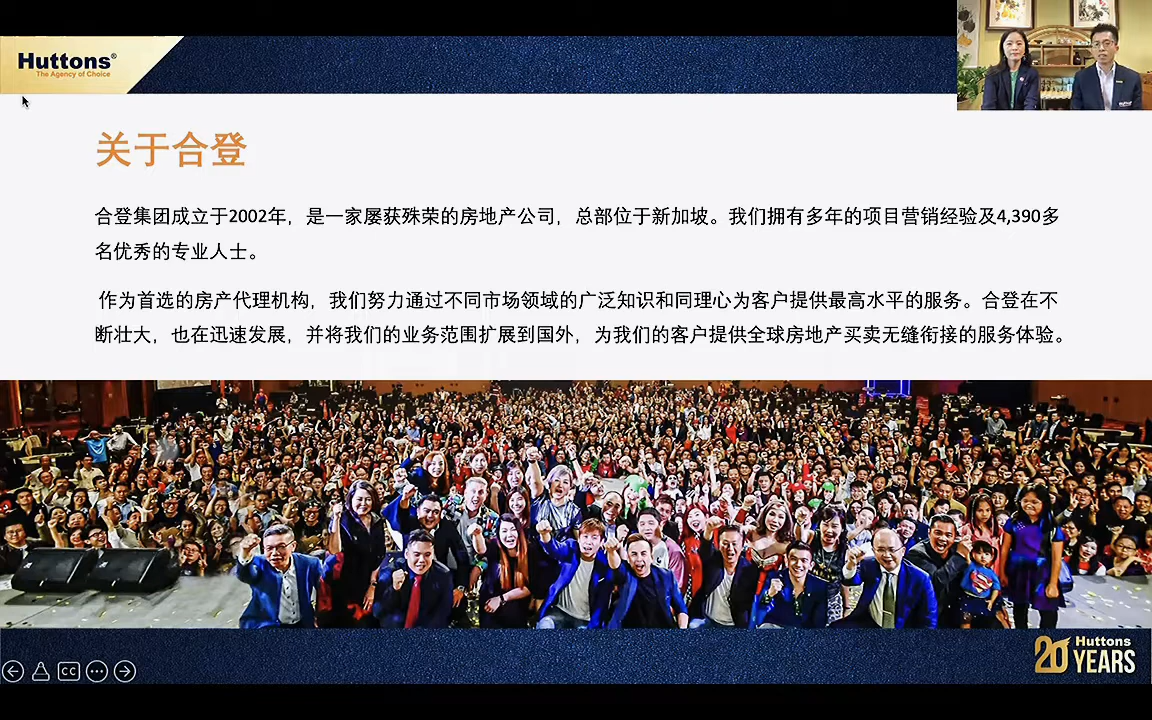 Huttons®
The Agency of Choice
关于合登
合登集团成立于2002年，是一家屡获殊荣的房地产公司，总部位于新加坡。我们拥有多年的项目营销经验及4,390多
名优秀的专业人士。
作为首选的房产代理机构，我们努力通过不同市场领域的广泛知识和同理心为客户提供最高水平的服务。合登在不
断壮大，也在迅速发展，并将我们的业务范围扩展到国外，为我们的客户提供全球房地产买卖无缝衔接的服务体验。
20 Huttons
YEARS
CC